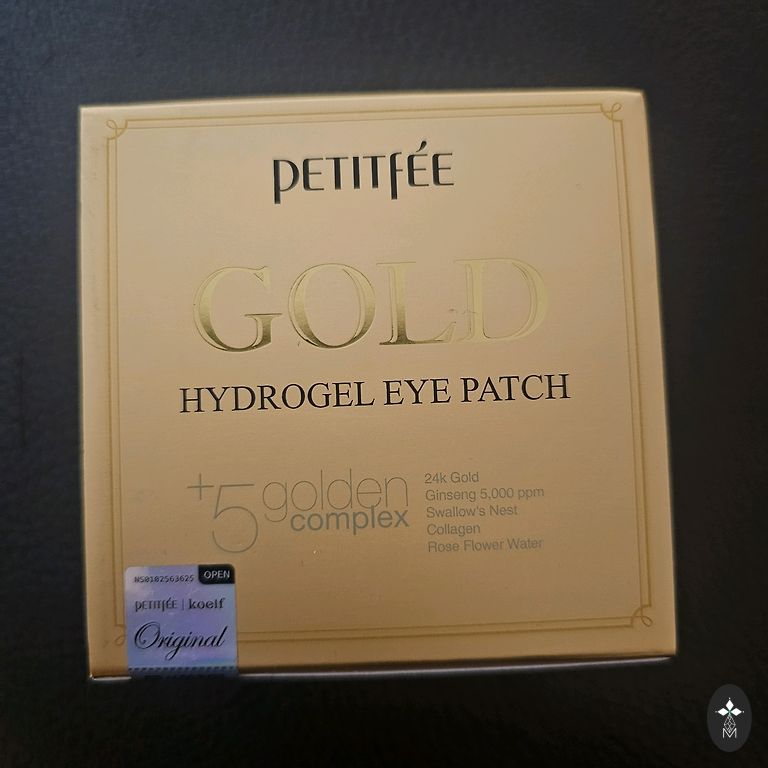 PETITFÉE
GOLD
HYDROGEL EYE PATCH
+5 golden complex
24k Gold
Ginseng 5,000 ppm
Swallow's Nest
Collagen
Rose Flower Water
NS0102563625 OPEN
PETITFÉE | koelf
Original
M